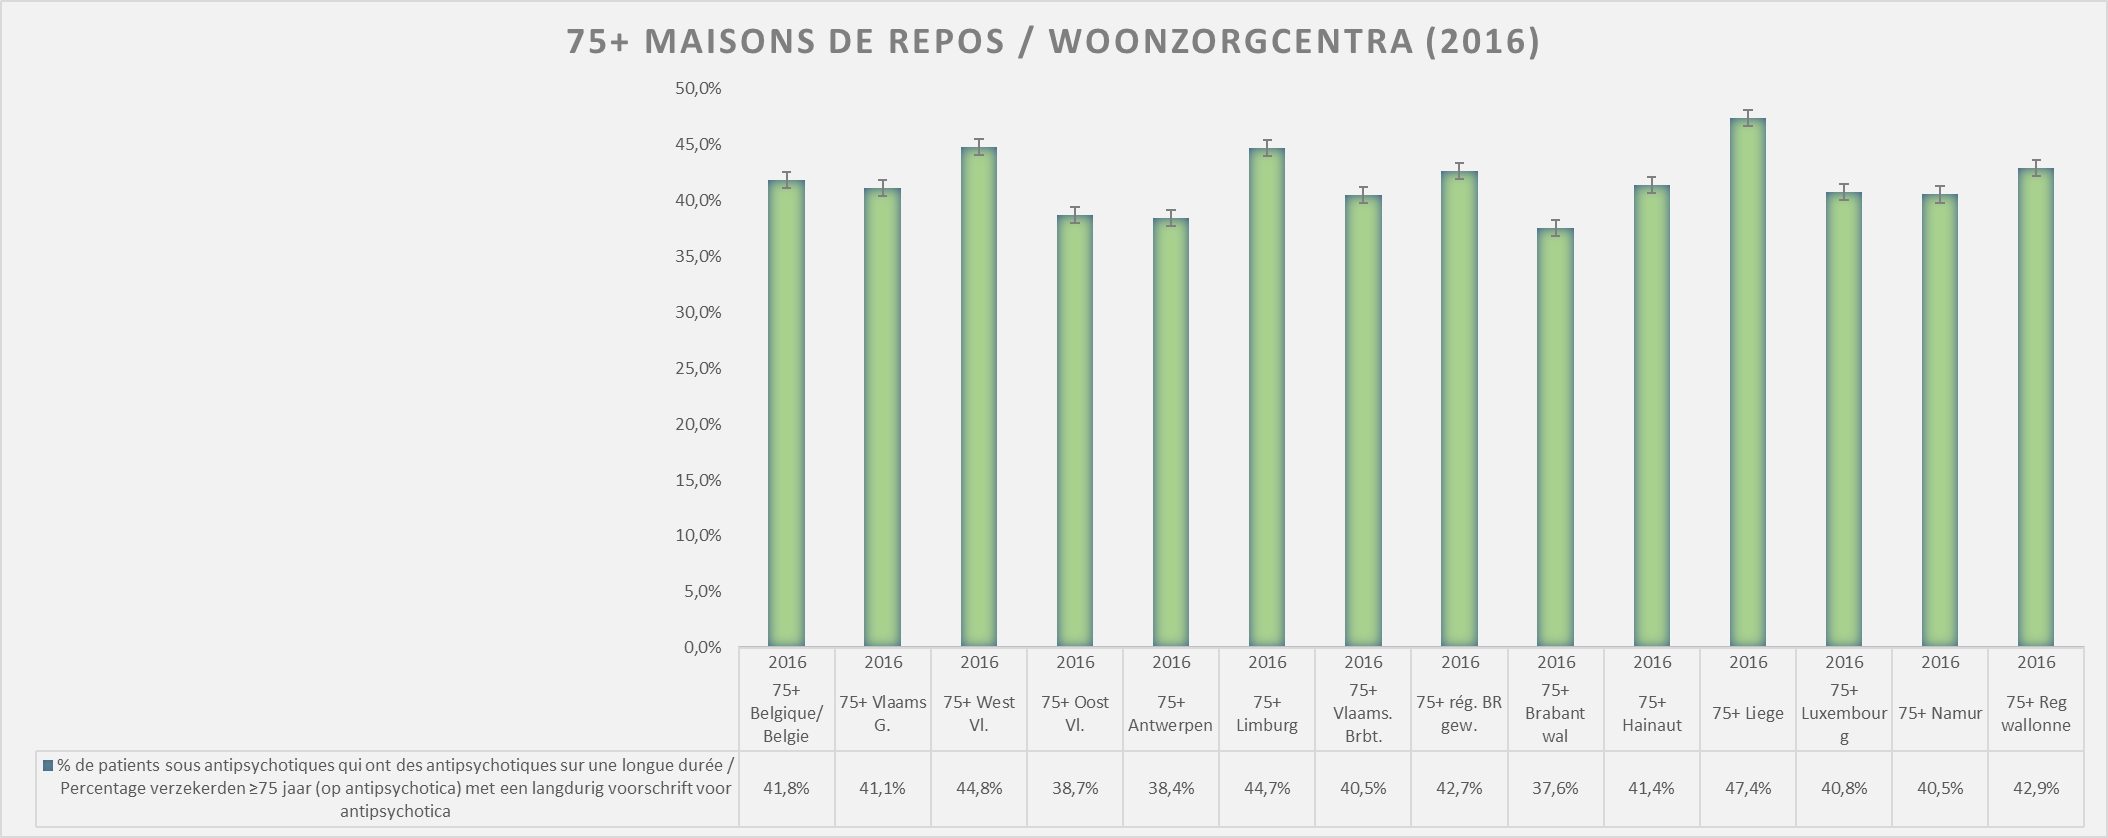 75+ MAISONS DE REPOS / WOONZORGCENTRA (2016)
50,0%
45,0%
40,0%
35,0%
30,0%
25,0%
20,0%
15,0%
10,0%
5,0%
0,0%
2016 2016 2016 2016 2016 2016 2016 2016 2016 2016 2016 2016 2016 2016
75+ Belgique/ Belgie
75+ Vlaams G.
75+ West Vl.
75+ Oost Vl.
75+ Antwerpen
75+ Limburg
75+ Vlaams. Brbt.
75+ rég. BR gew.
75+ Brabant wal
75+ Hainaut
75+ Liege
75+ Luxembourg
75+ Namur
75+ Reg wallonne
% de patients sous antipsychotiques qui ont des antipsychotiques sur une longue durée /
Percentage verzekerden ≥75 jaar (op antipsychotica) met een langdurig voorschrift voor
antipsychotica
41,8% 41,1% 44,8% 38,7% 38,4% 44,7% 40,5% 42,7% 37,6% 41,4% 47,4% 40,8% 40,5% 42,9%